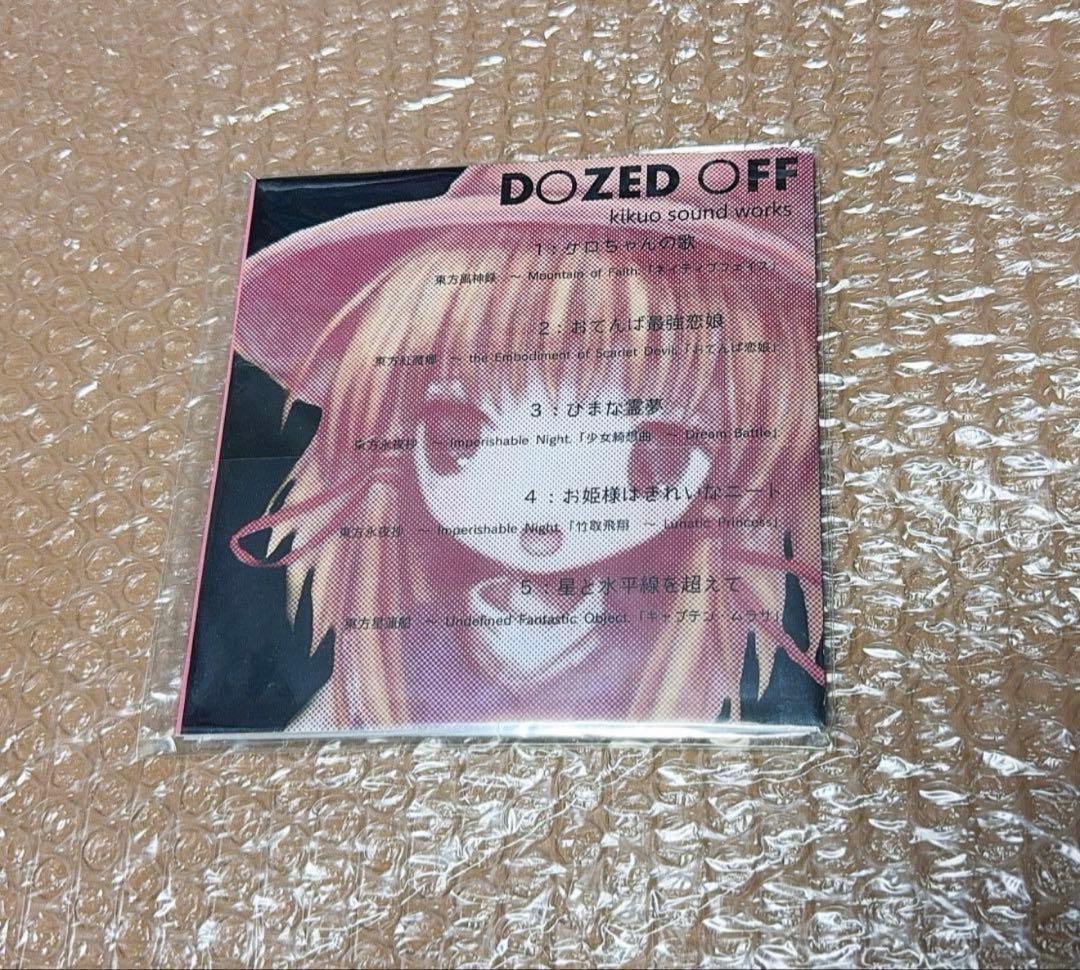 DOZED OFF
kikuo sound works
1：ケロちゃんの歌
東方風神録　～ Mountain of Faith.「ネイティブフェイス」
2：おてんば最強恋娘
東方紅魔郷　～ the Embodiment of Scarlet Devil.「おてんば恋娘」
3：ひまな霊夢
東方永夜抄　～ Imperishable Night.「少女綺想曲　～ Dream Battle」
4：お姫様はきれいなニート
東方永夜抄　～ Imperishable Night.「竹取飛翔　～ Lunatic Princess」
5：星と水平線を超えて
東方星蓮船　～ Undefined Fantastic Object.「キャプテン・ムラサ」